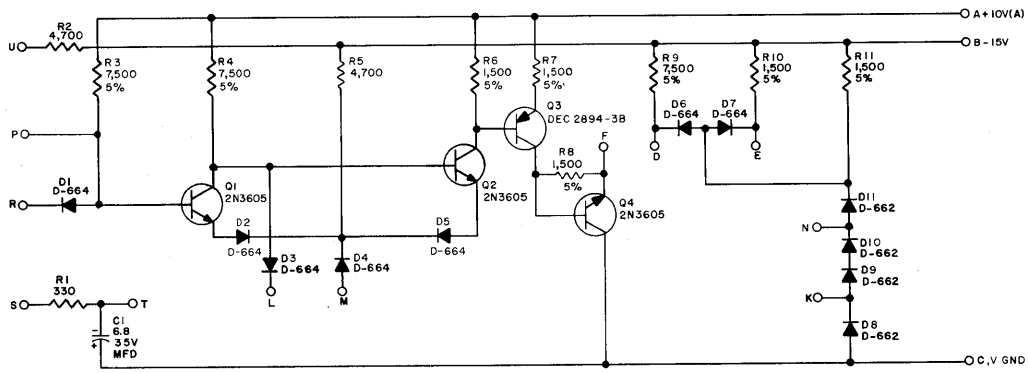 A+10V(A)
U
R2
4,700
B-15V
R3
7,500
5%
R4
7,500
5%
R5
4,700
R6
1,500
5%
R7
1,500
5%
R9
7,500
5%
R10
1,500
5%
R11
1,500
5%
D6
D-664
D7
D-664
Q3
DEC 2894-3B
P
F
D
E
R8
1,500
5%
D1
D-664
R
Q1
2N3605
Q2
2N3605
Q4
2N3605
D11
D-662
D2
D-664
D5
D-664
N
D3
D-664
D4
D-664
D10
D-662
D9
D-662
L
M
K
R1
330
S
T
C1
6.8
35V
MFD
-
+
D8
D-662
C,V GND